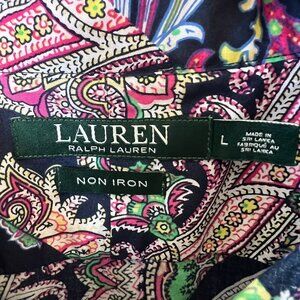 LAUREN
RALPH LAUREN
NON IRON
L
MADE IN
SRI LANKA
FABRIQUÉ AU
SRI LANKA